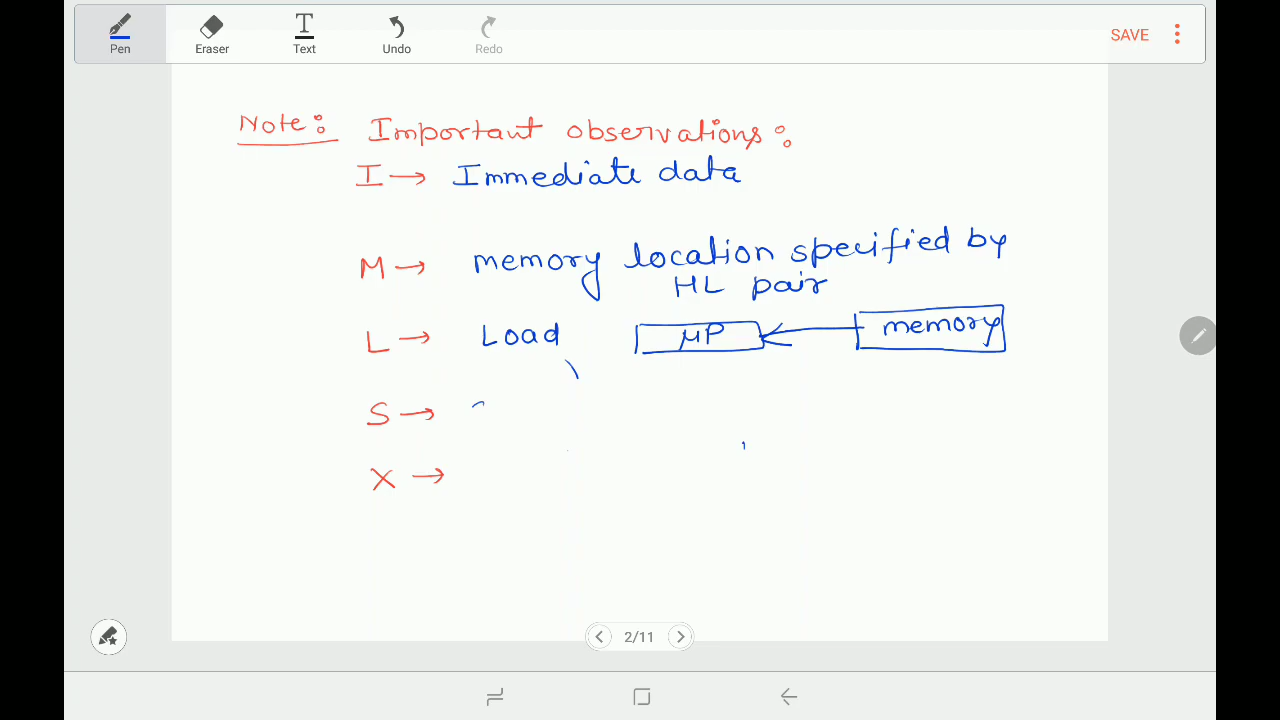 Pen Eraser Text Undo Redo SAVE
Note: Important observations:
I → Immediate data
M → memory location specified by
HL pair
L → Load μP ← memory
S →
X →
2/11